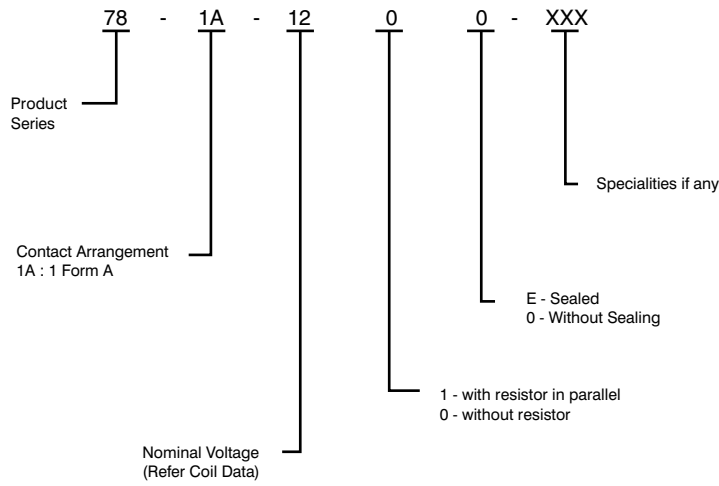 78 - 1A - 12 0 0 - XXX
Product
Series
Specialities if any
Contact Arrangement
1A : 1 Form A
E - Sealed
0 - Without Sealing
1 - with resistor in parallel
0 - without resistor
Nominal Voltage
(Refer Coil Data)